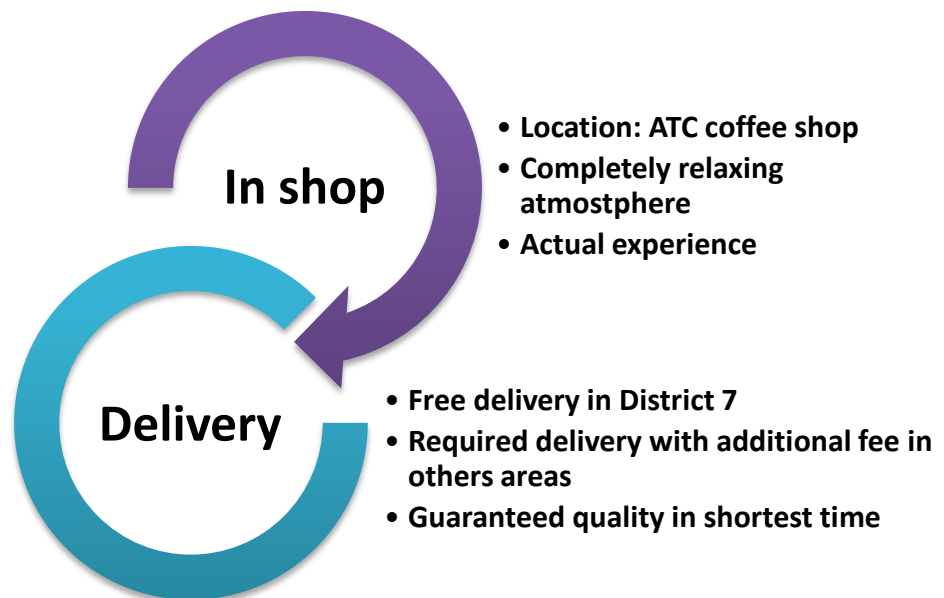 In shop
• Location: ATC coffee shop
• Completely relaxing
atmostphere
• Actual experience
Delivery
• Free delivery in District 7
• Required delivery with additional fee in
others areas
• Guaranteed quality in shortest time